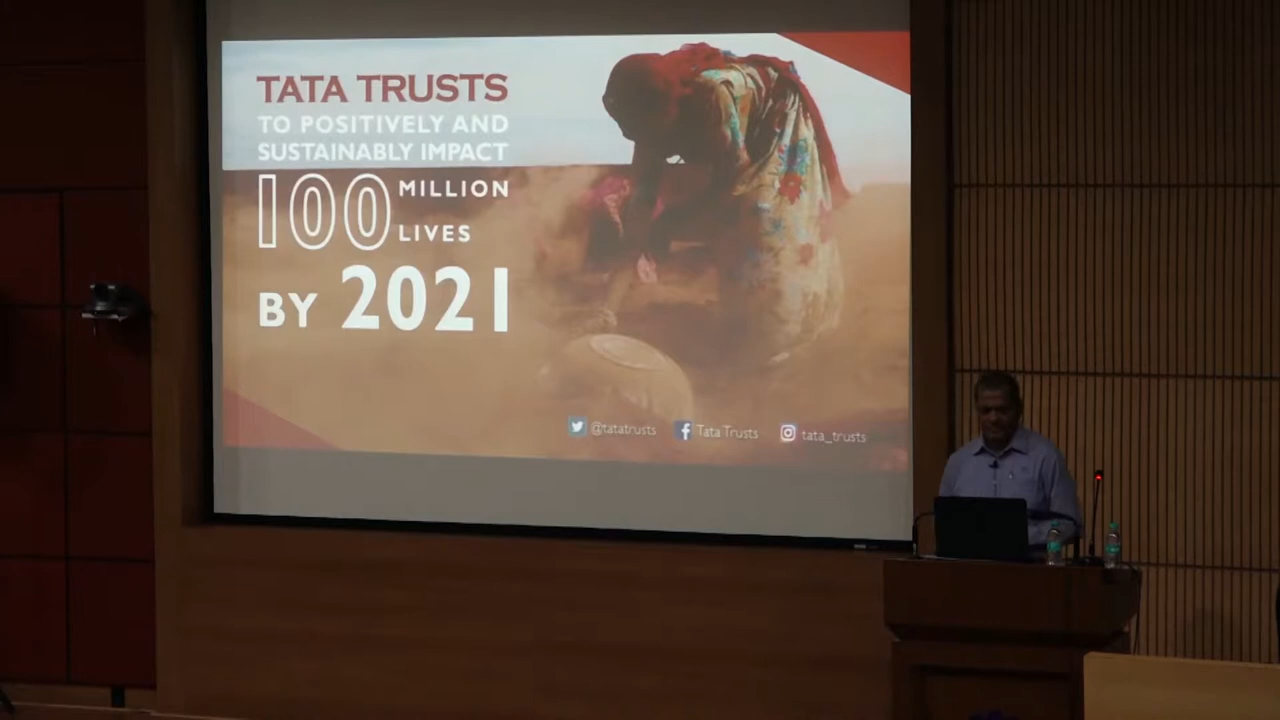 TATA TRUSTS
TO POSITIVELY AND
SUSTAINABLY IMPACT
100 MILLION
LIVES
BY 2021
@tatatrusts Tata Trusts tata_trusts